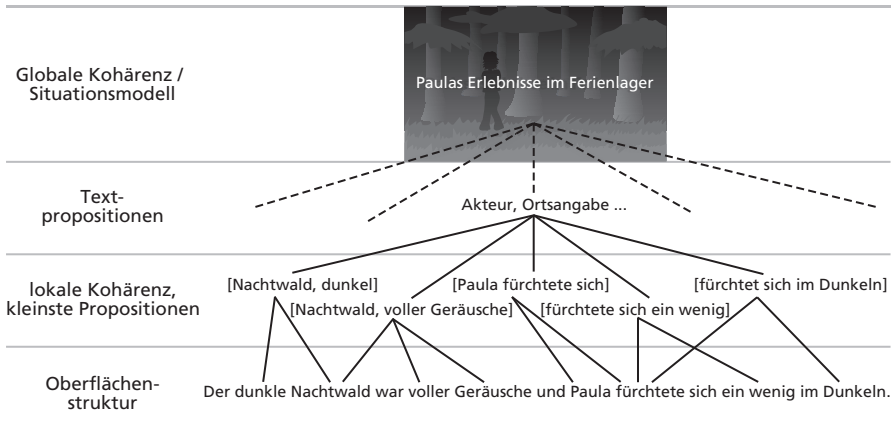 Globale Kohärenz /
Situationsmodell
Paulas Erlebnisse im Ferienlager
Text-
propositionen
Akteur, Ortsangabe ...
lokale Kohärenz,
kleinste Propositionen
[Nachtwald, dunkel]
[Paula fürchtete sich]
[fürchtet sich im Dunkeln]
[Nachtwald, voller Geräusche]
[fürchtete sich ein wenig]
Oberflächen-
struktur
Der dunkle Nachtwald war voller Geräusche und Paula fürchtete sich ein wenig im Dunkeln.